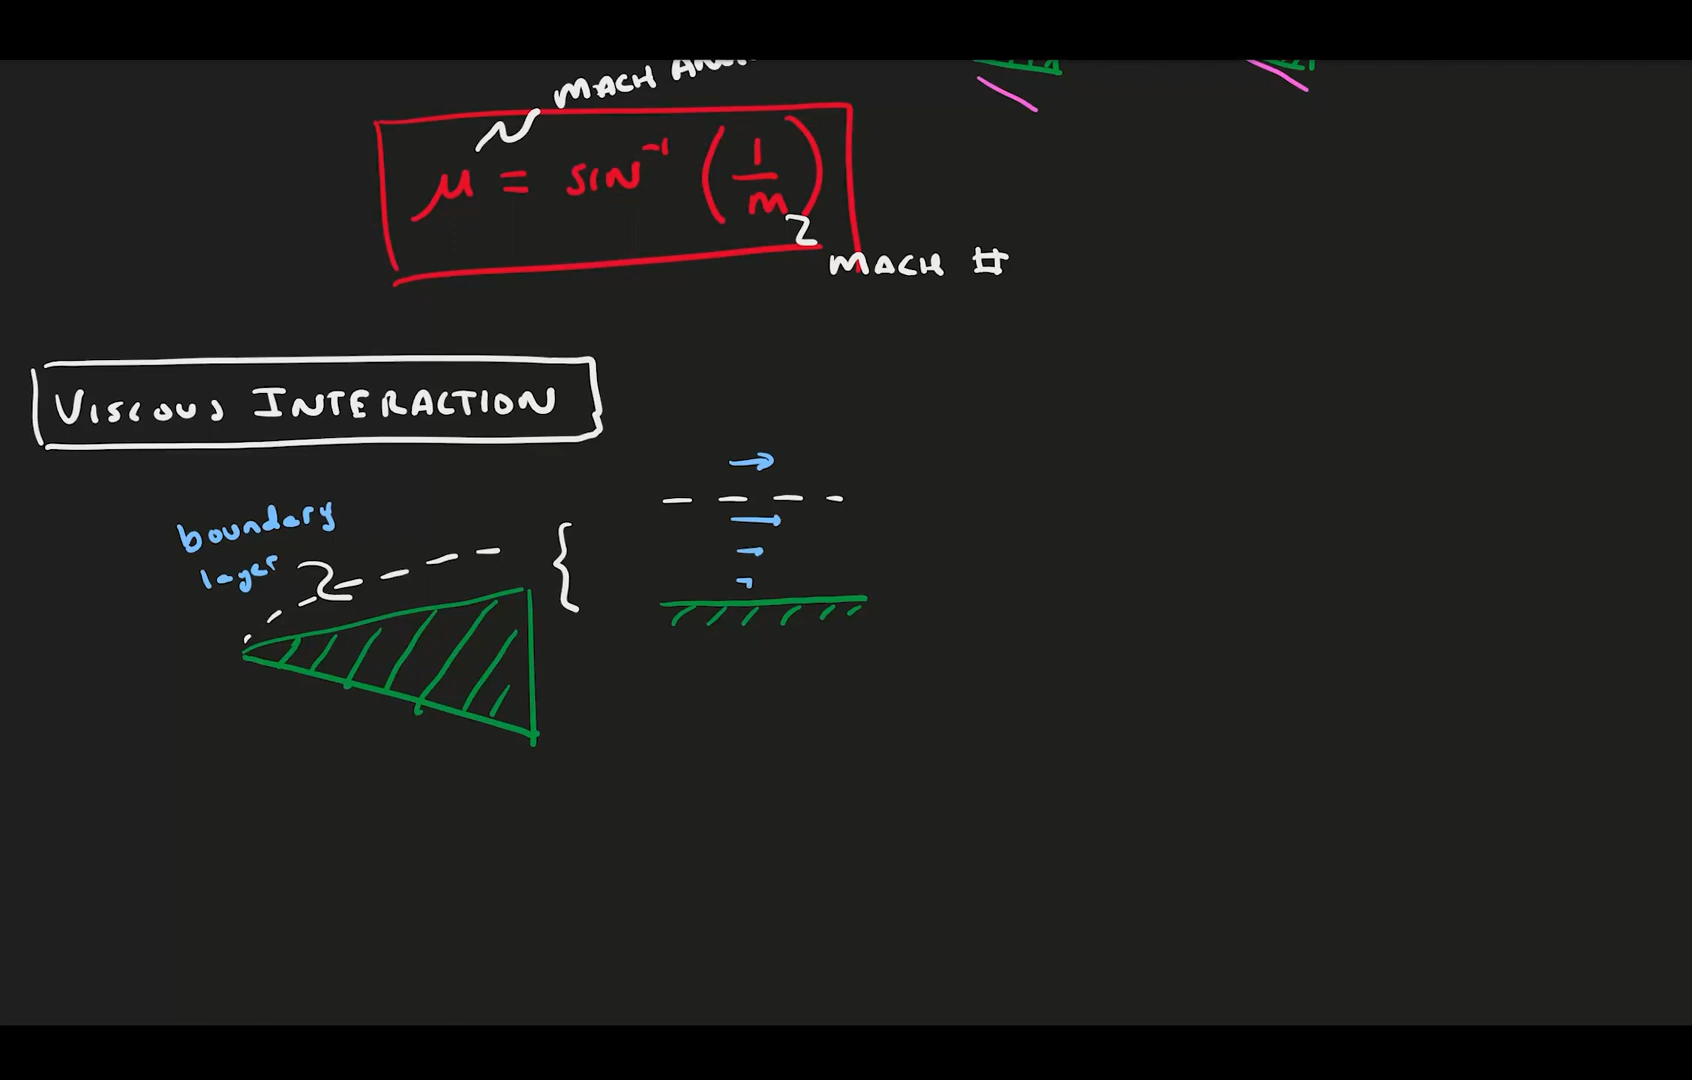 MACH
μ = sin⁻¹ (1/M)
MACH #
VISCOUS INTERACTION
boundary
layer